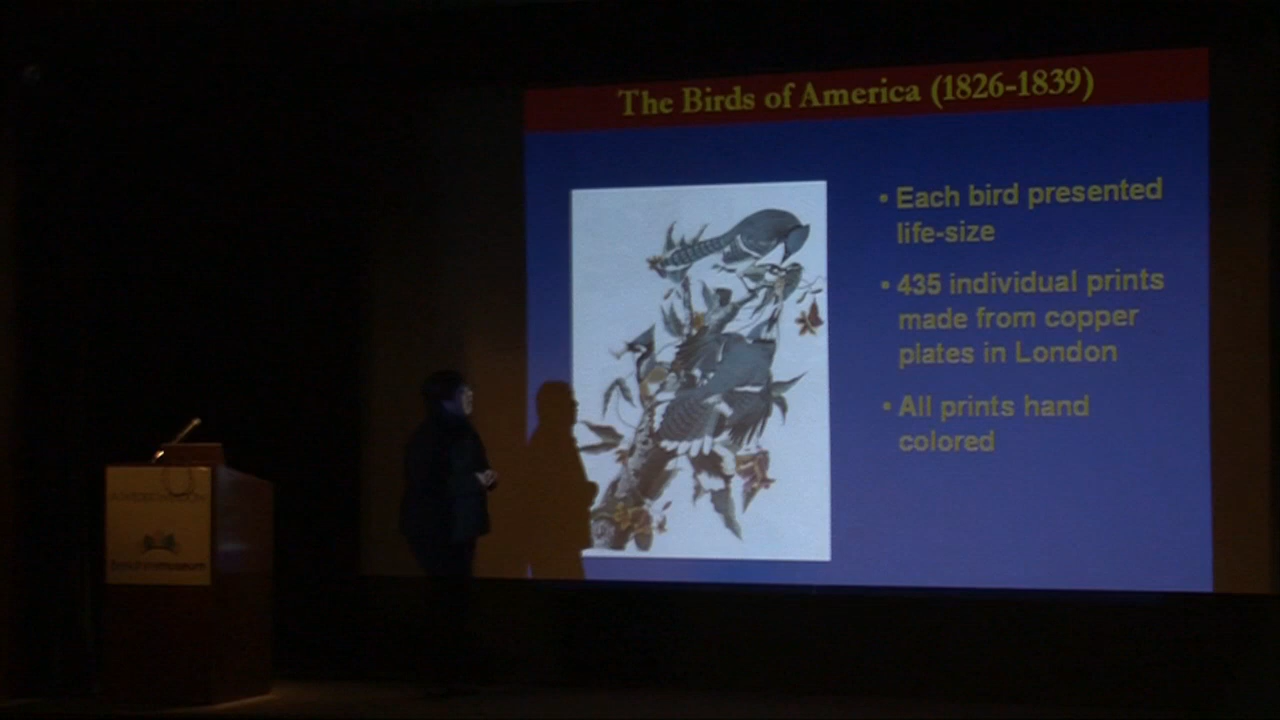 The Birds of America (1826-1839)
• Each bird presented
life-size
• 435 individual prints
made from copper
plates in London
• All prints hand
colored